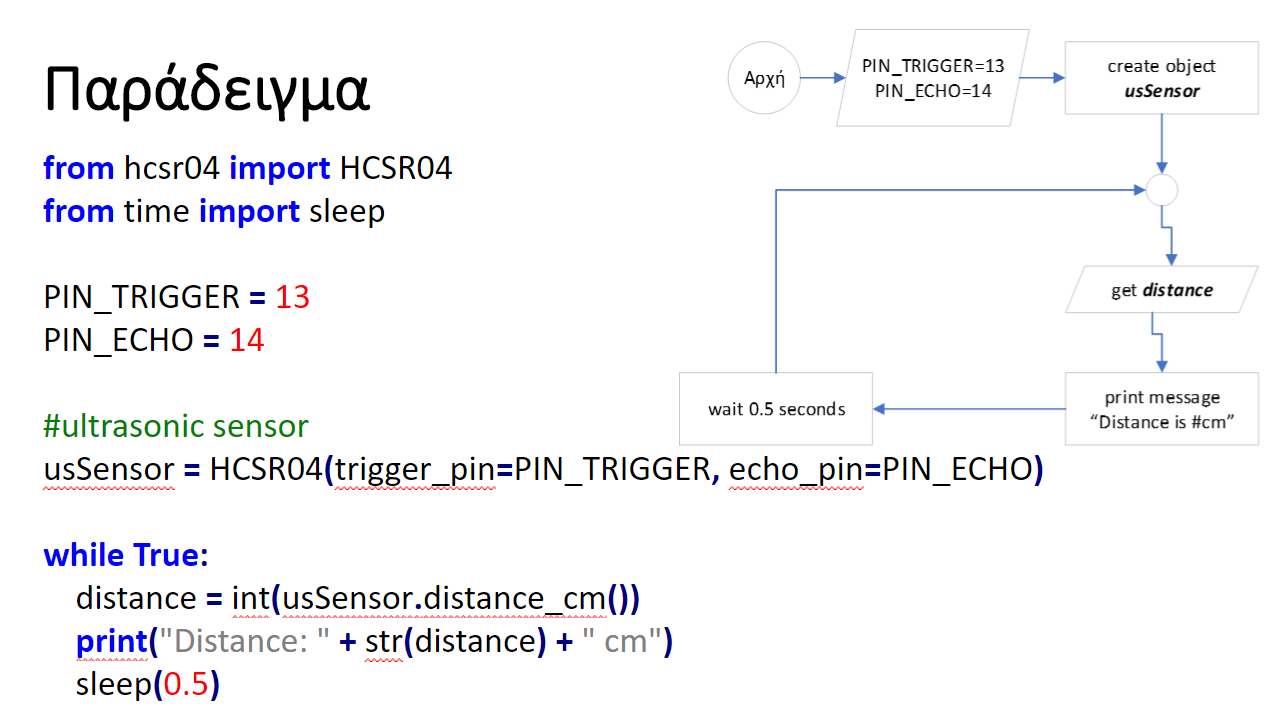 Παράδειγμα
from hcsr04 import HCSR04
from time import sleep
PIN_TRIGGER = 13
PIN_ECHO = 14
#ultrasonic sensor
usSensor = HCSR04(trigger_pin=PIN_TRIGGER, echo_pin=PIN_ECHO)
while True:
distance = int(usSensor.distance_cm())
print("Distance: " + str(distance) + " cm")
sleep(0.5)
Αρχή
PIN_TRIGGER=13
PIN_ECHO=14
create object
usSensor
get distance
print message
“Distance is #cm”
wait 0.5 seconds